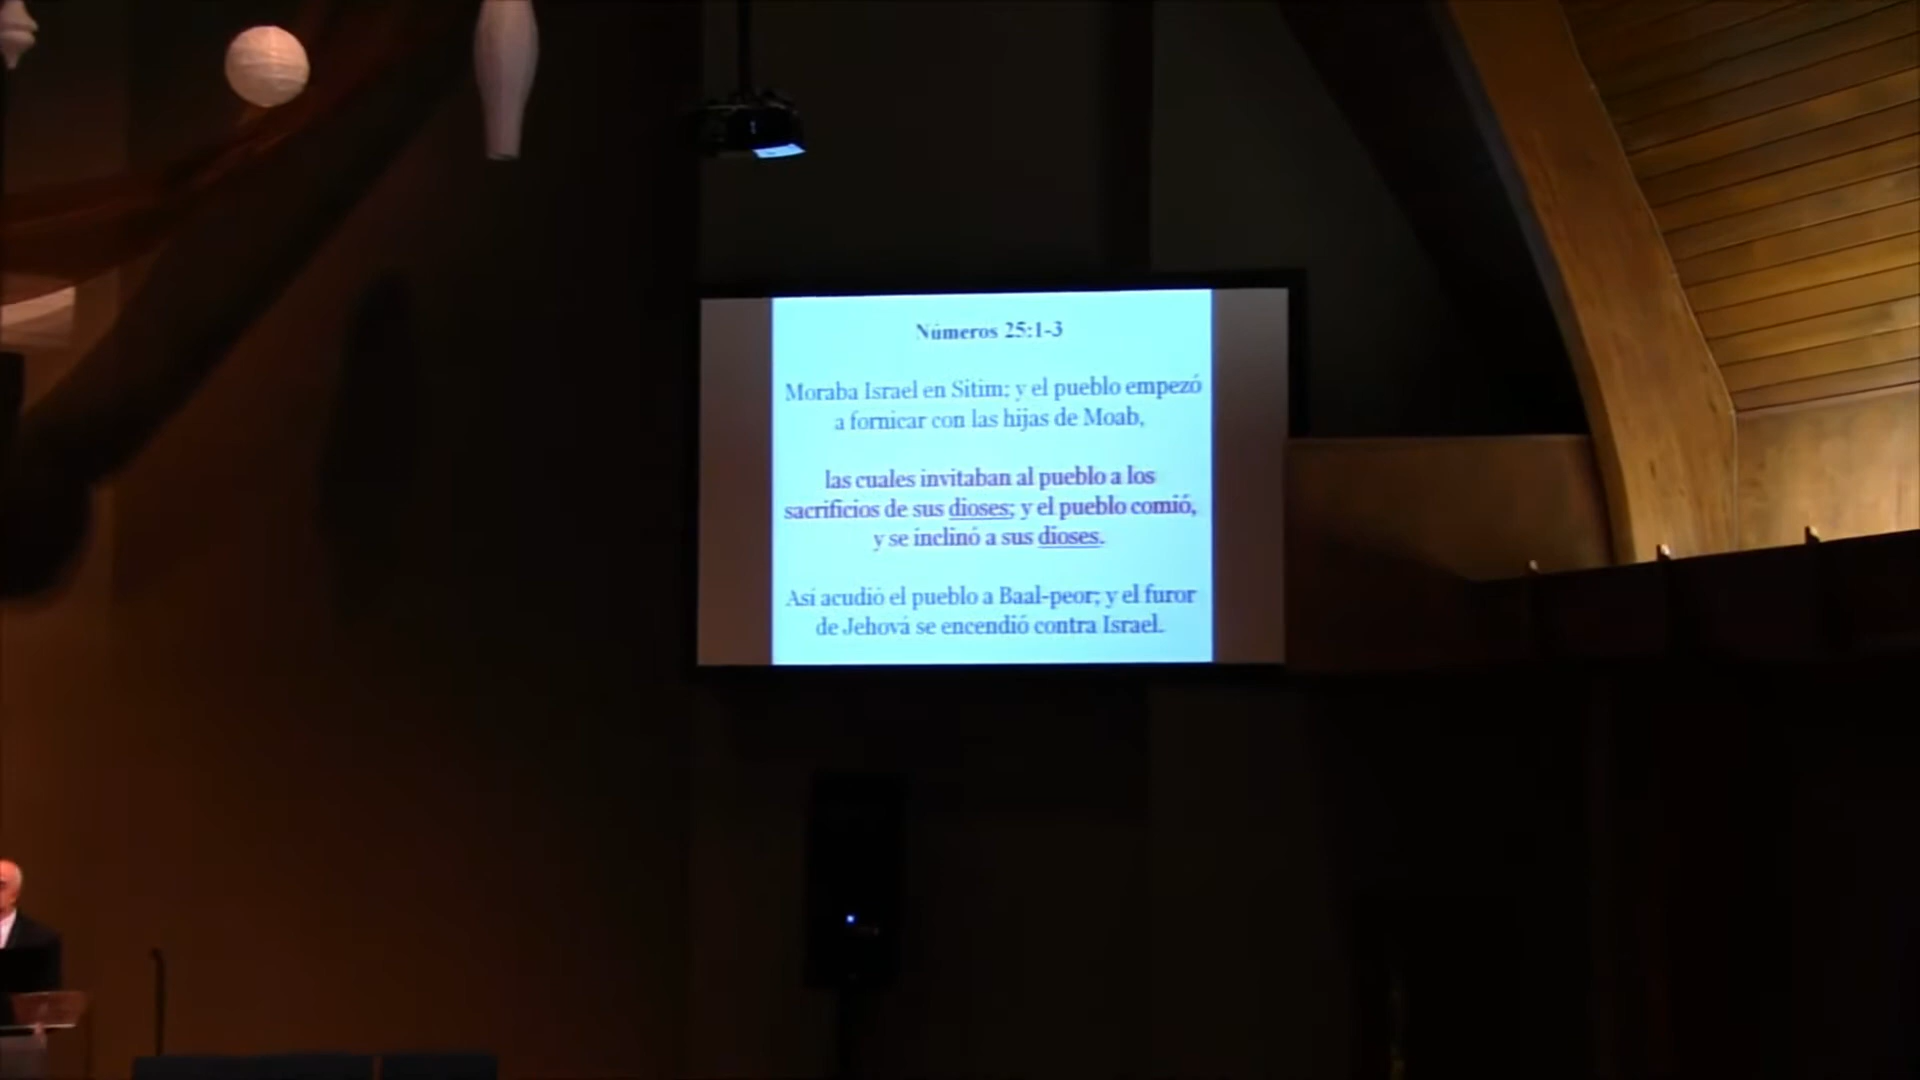 Números 25:1-3
Moraba Israel en Sitim; y el pueblo empezó
a fornicar con las hijas de Moab,
las cuales invitaban al pueblo a los
sacrificios de sus dioses; y el pueblo comió,
y se inclinó a sus dioses.
Así acudió el pueblo a Baal-peor; y el furor
de Jehová se encendió contra Israel.